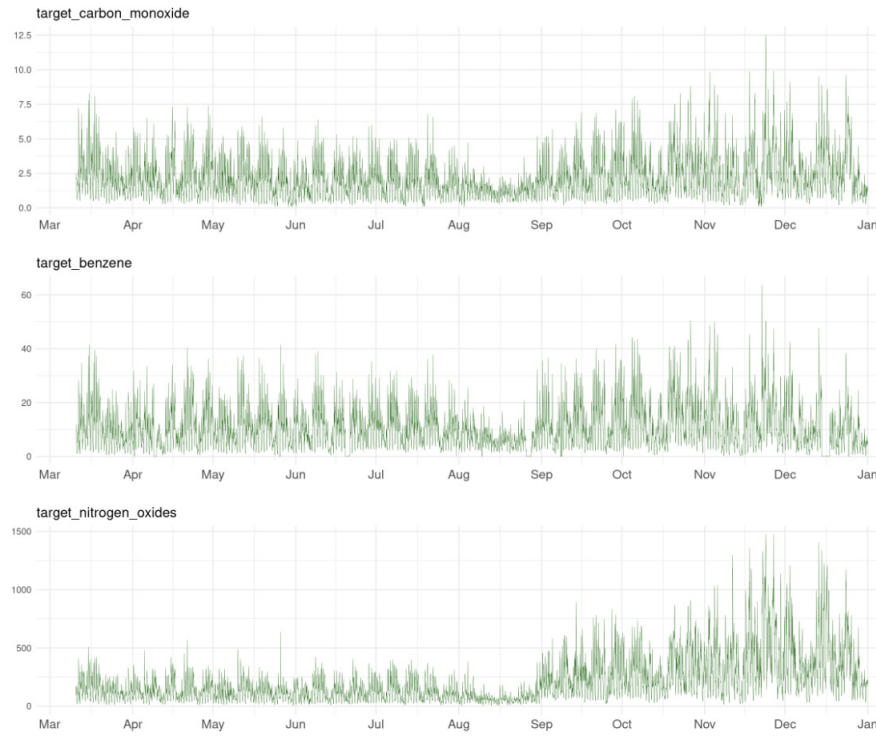 target_carbon_monoxide
12.5
10.0
7.5
5.0
2.5
0.0
Mar Apr May Jun Jul Aug Sep Oct Nov Dec Jan
target_benzene
60
40
20
0
Mar Apr May Jun Jul Aug Sep Oct Nov Dec Jan
target_nitrogen_oxides
1500
1000
500
0
Mar Apr May Jun Jul Aug Sep Oct Nov Dec Jan